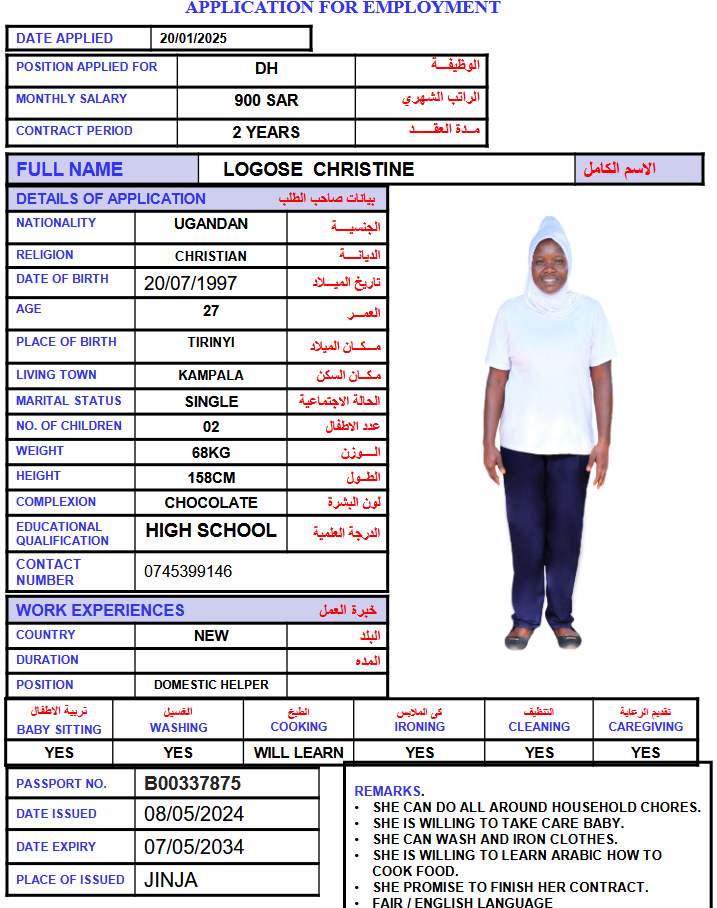 APPLICATION FOR EMPLOYMENT
DATE APPLIED 20/01/2025
POSITION APPLIED FOR DH الوظيفـــة
MONTHLY SALARY 900 SAR الراتب الشهري
CONTRACT PERIOD 2 YEARS مــدة العقـــــد
FULL NAME LOGOSE CHRISTINE الاسم الكامل
DETAILS OF APPLICATION بيانات صاحب الطلب
NATIONALITY UGANDAN الجنسيـــة
RELIGION CHRISTIAN الديانـــة
DATE OF BIRTH 20/07/1997 تاريخ الميـــلاد
AGE 27 العمـــر
PLACE OF BIRTH TIRINYI مـــكـــان الميلاد
LIVING TOWN KAMPALA مكــان السكن
MARITAL STATUS SINGLE الحالة الاجتماعية
NO. OF CHILDREN 02 عدد الاطفال
WEIGHT 68KG الـــوزن
HEIGHT 158CM الطــول
COMPLEXION CHOCOLATE لون البشرة
EDUCATIONAL QUALIFICATION HIGH SCHOOL الدرجة العلمية
CONTACT NUMBER 0745399146
WORK EXPERIENCES خبرة العمل
COUNTRY NEW البلد
DURATION المده
POSITION DOMESTIC HELPER
تربية الاطفال الغسيل الطبخ كى الملابس التنظيف تقديم الرعاية
BABY SITTING WASHING COOKING IRONING CLEANING CAREGIVING
YES YES WILL LEARN YES YES YES
PASSPORT NO. B00337875
DATE ISSUED 08/05/2024
DATE EXPIRY 07/05/2034
PLACE OF ISSUED JINJA
REMARKS.
• SHE CAN DO ALL AROUND HOUSEHOLD CHORES.
• SHE IS WILLING TO TAKE CARE BABY.
• SHE CAN WASH AND IRON CLOTHES.
• SHE IS WILLING TO LEARN ARABIC HOW TO
COOK FOOD.
• SHE PROMISE TO FINISH HER CONTRACT.
• FAIR / ENGLISH LANGUAGE